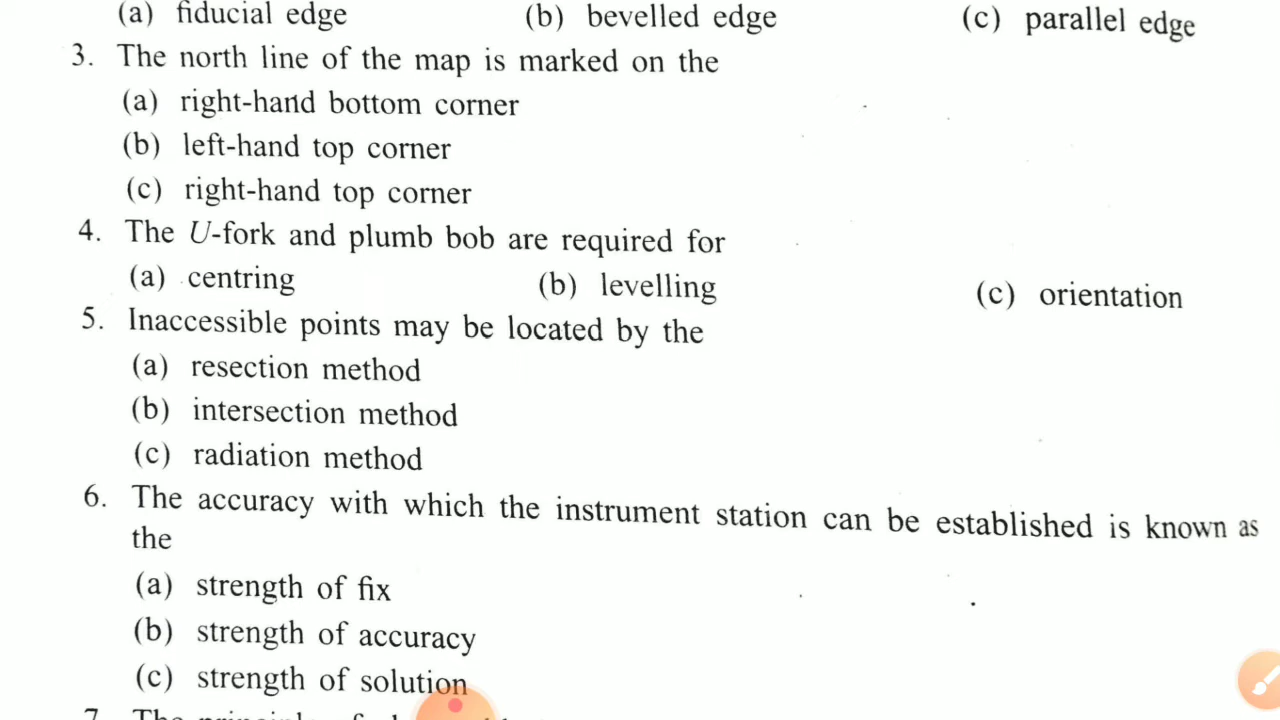 (a) fiducial edge (b) bevelled edge (c) parallel edge
3. The north line of the map is marked on the
(a) right-hand bottom corner
(b) left-hand top corner
(c) right-hand top corner
4. The U-fork and plumb bob are required for
(a) centring (b) levelling (c) orientation
5. Inaccessible points may be located by the
(a) resection method
(b) intersection method
(c) radiation method
6. The accuracy with which the instrument station can be established is known as
the
(a) strength of fix
(b) strength of accuracy
(c) strength of solution
7. The